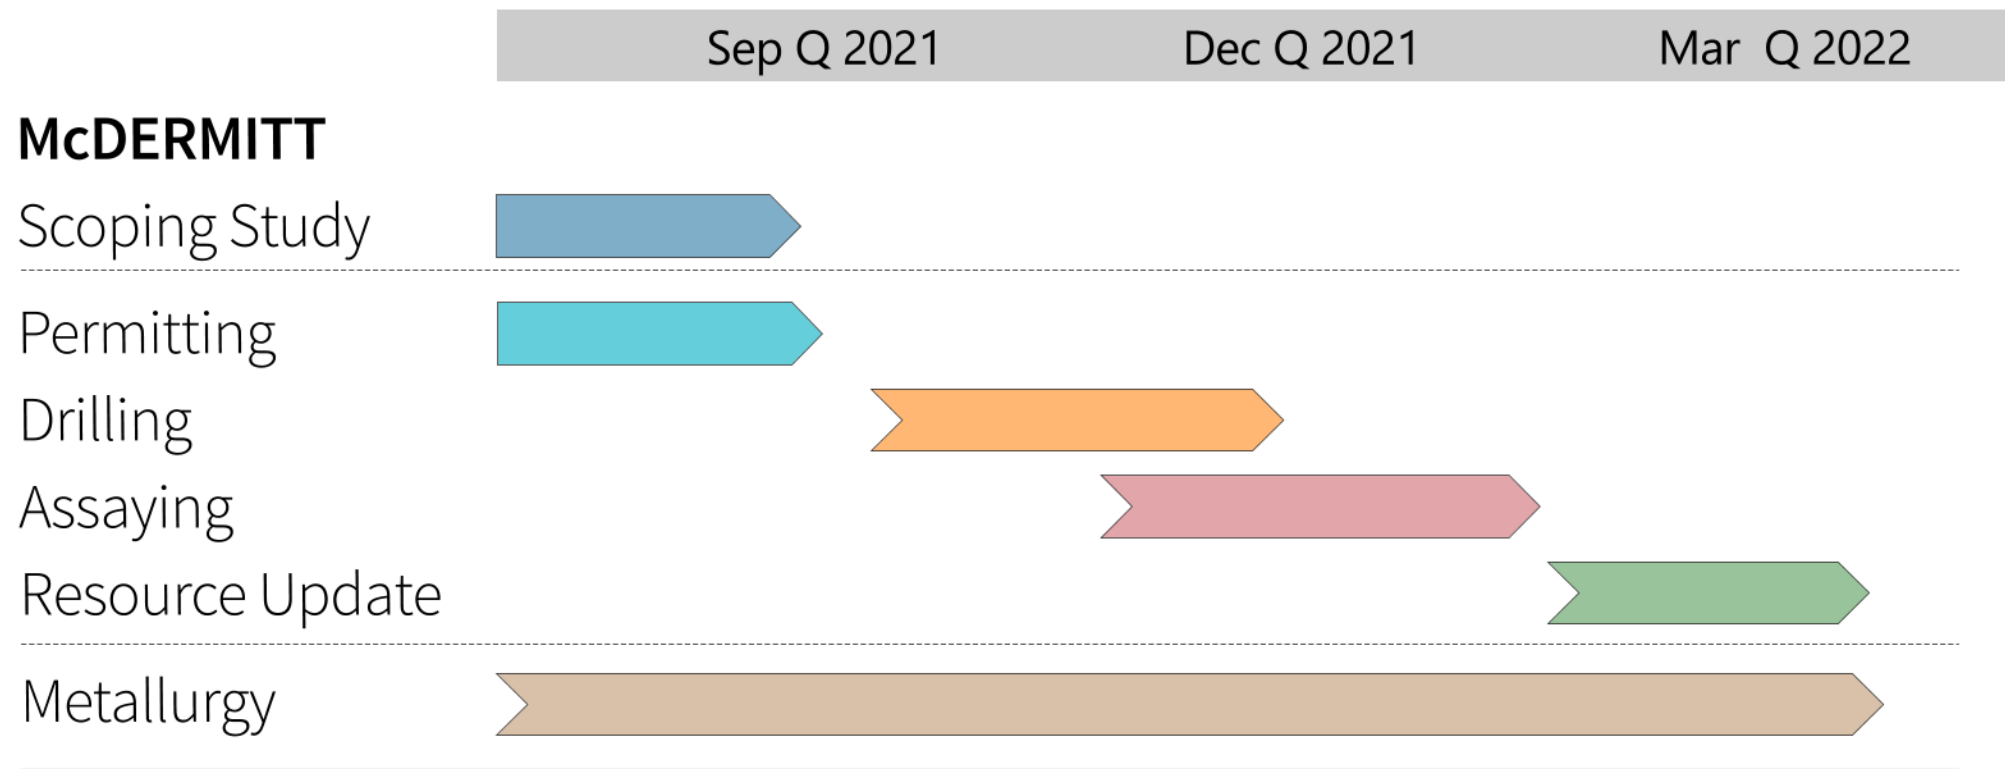 Sep Q 2021 Dec Q 2021 Mar Q 2022
McDERMITT
Scoping Study
Permitting
Drilling
Assaying
Resource Update
Metallurgy